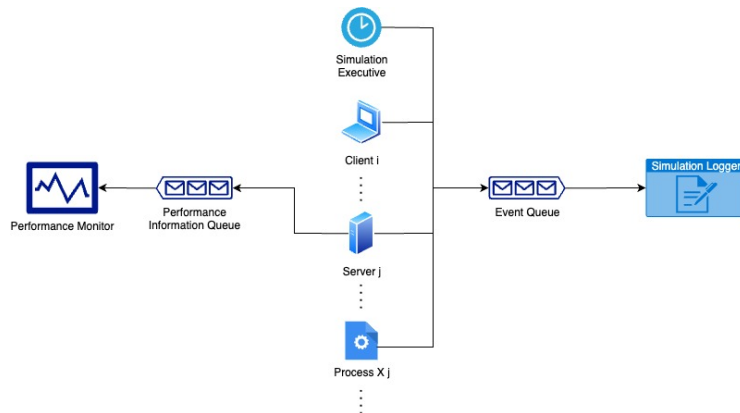 Simulation
Executive
Client i
Simulation Logger
Performance Monitor
Performance
Information Queue
Event Queue
Server j
Process X j